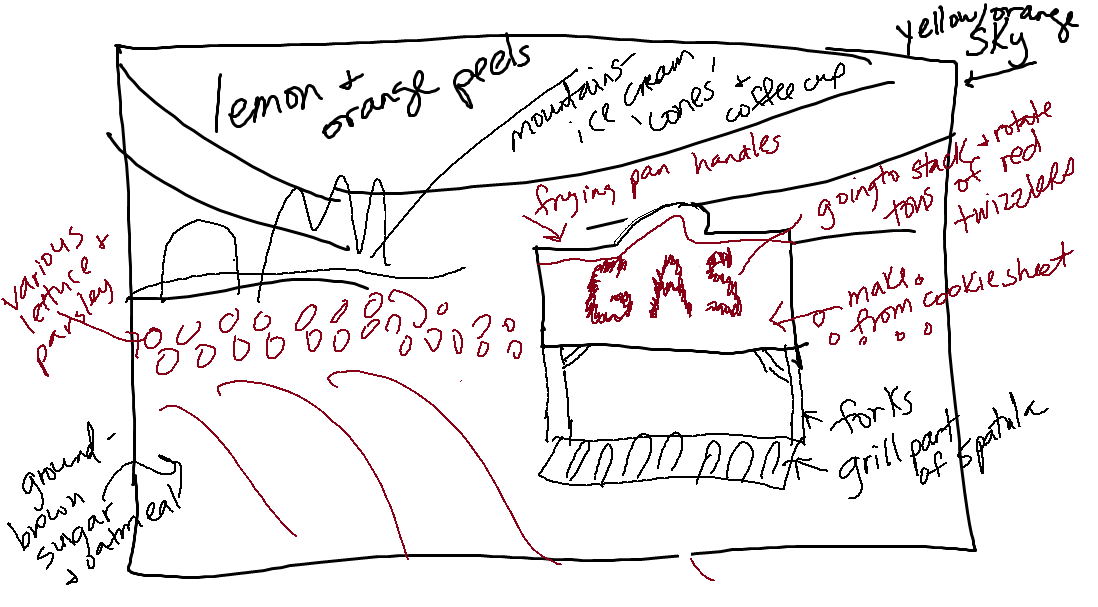 yellow/orange
sky
lemon +
orange peels
mountains-
ice cream,
cones +
coffee cup
frying pan handles
going to stack + rotate
tons of red
twizzlers
various
lettuce +
parsley
GAS
make
from cookie sheet
forks
grill part
of spatula
ground-
brown
sugar
+ oatmeal